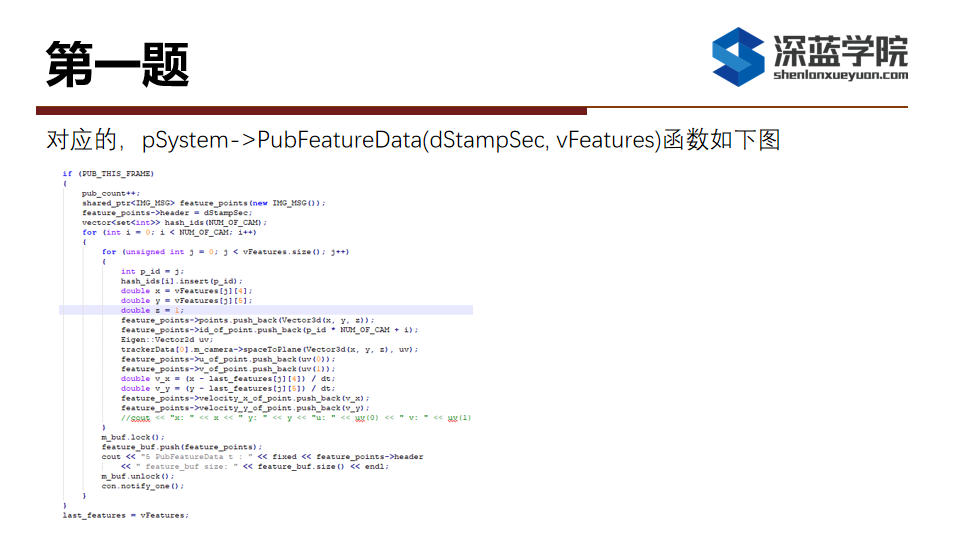 第一题
深蓝学院
shenlanxueyuan.com
对应的，pSystem->PubFeatureData(dStampSec, vFeatures)函数如下图
if (PUB_THIS_FRAME)
{
pub_count++;
shared_ptr<IMG_MSG> feature_points(new IMG_MSG());
feature_points->header = dStampSec;
vector<set<int>> hash_ids(NUM_OF_CAM);
for (int i = 0; i < NUM_OF_CAM; i++)
{
for (unsigned int j = 0; j < vFeatures.size(); j++)
{
int p_id = j;
hash_ids[i].insert(p_id);
double x = vFeatures[j][4];
double y = vFeatures[j][5];
double z = 1;
feature_points->points.push_back(Vector3d(x, y, z));
feature_points->id_of_point.push_back(p_id * NUM_OF_CAM + i);
Eigen::Vector2d uv;
trackerData[0].m_camera->spaceToPlane(Vector3d(x, y, z), uv);
feature_points->u_of_point.push_back(uv(0));
feature_points->v_of_point.push_back(uv(1));
double v_x = (x - last_features[j][4]) / dt;
double v_y = (y - last_features[j][5]) / dt;
feature_points->velocity_x_of_point.push_back(v_x);
feature_points->velocity_y_of_point.push_back(v_y);
//cout << "x: " << x << " y: " << y << "u: " << uv(0) << " v: " << uv(1)
}
m_buf.lock();
feature_buf.push(feature_points);
cout << "5 PubFeatureData t : " << fixed << feature_points->header
<< " feature_buf size: " << feature_buf.size() << endl;
m_buf.unlock();
con.notify_one();
}
}
last_features = vFeatures;